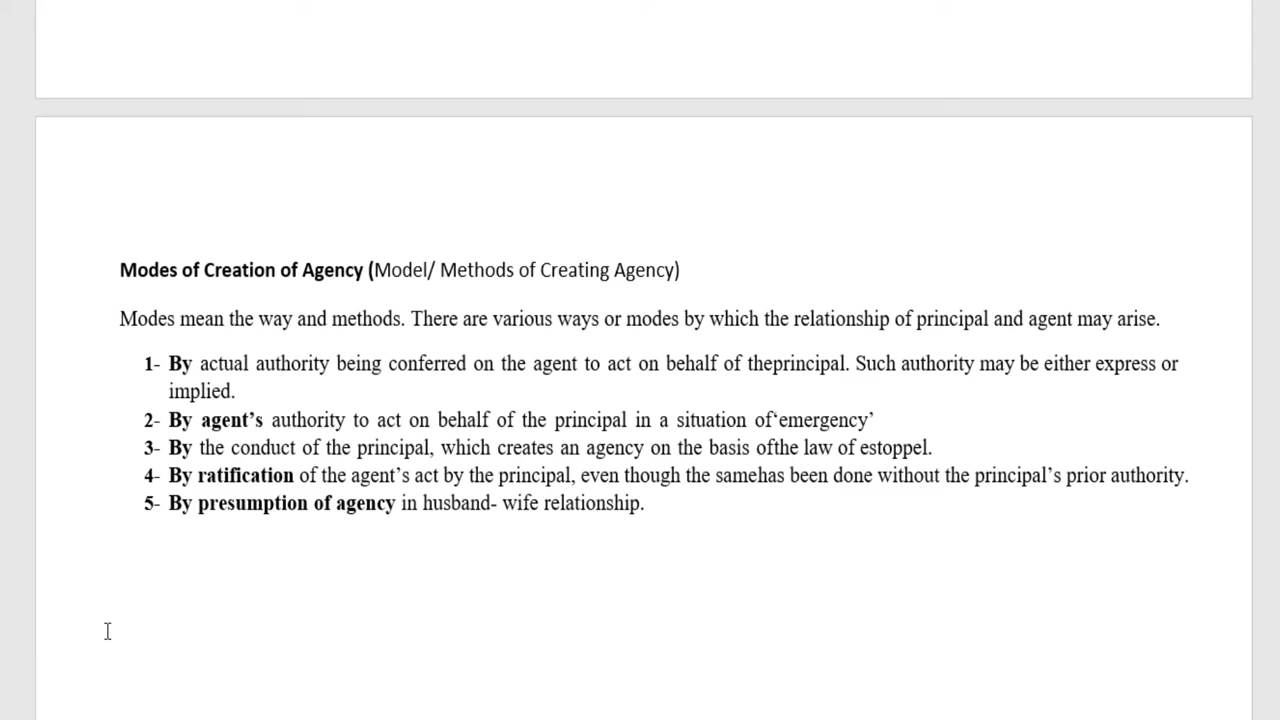 Modes of Creation of Agency (Model/ Methods of Creating Agency)
Modes mean the way and methods. There are various ways or modes by which the relationship of principal and agent may arise.
1- By actual authority being conferred on the agent to act on behalf of theprincipal. Such authority may be either express or
implied.
2- By agent’s authority to act on behalf of the principal in a situation of‘emergency’
3- By the conduct of the principal, which creates an agency on the basis ofthe law of estoppel.
4- By ratification of the agent’s act by the principal, even though the samehas been done without the principal’s prior authority.
5- By presumption of agency in husband- wife relationship.